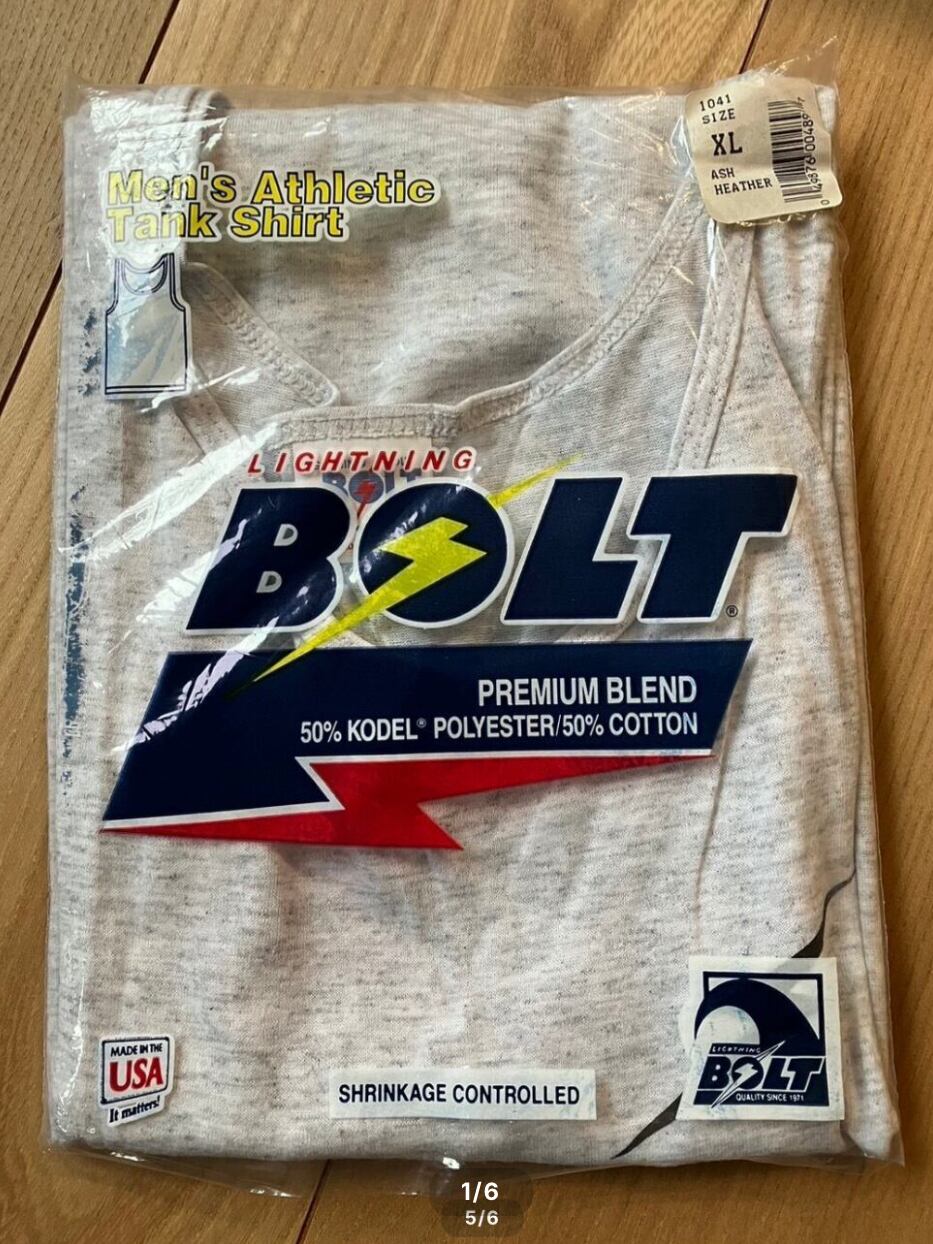 1041
SIZE
XL
ASH
HEATHER
Men's Athletic
Tank Shirt
LIGHTNING
BOLT®
PREMIUM BLEND
50% KODEL® POLYESTER/50% COTTON
MADE IN THE
USA
It matters!
SHRINKAGE CONTROLLED
LIGHTNING
BOLT
QUALITY SINCE 1971
1/6
5/6